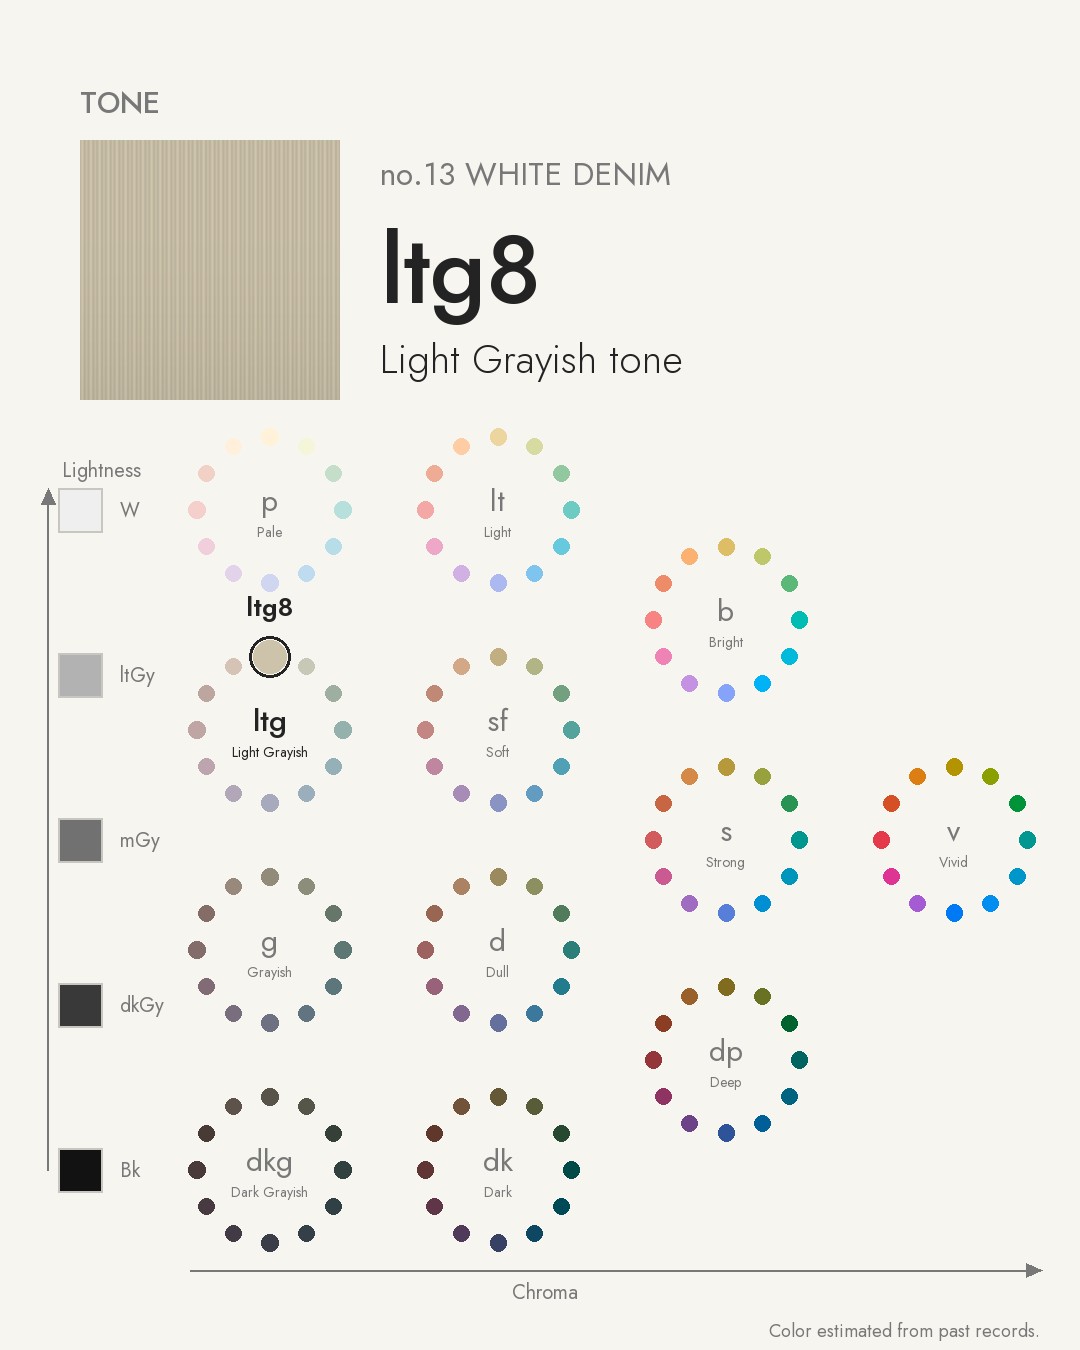 TONE
no.13 WHITE DENIM
ltg8
Light Grayish tone
Lightness
W
ltGy
mGy
dkGy
Bk
p
Pale
lt
Light
b
Bright
ltg8
ltg
Light Grayish
sf
Soft
s
Strong
v
Vivid
g
Grayish
d
Dull
dp
Deep
dkg
Dark Grayish
dk
Dark
Chroma
Color estimated from past records.